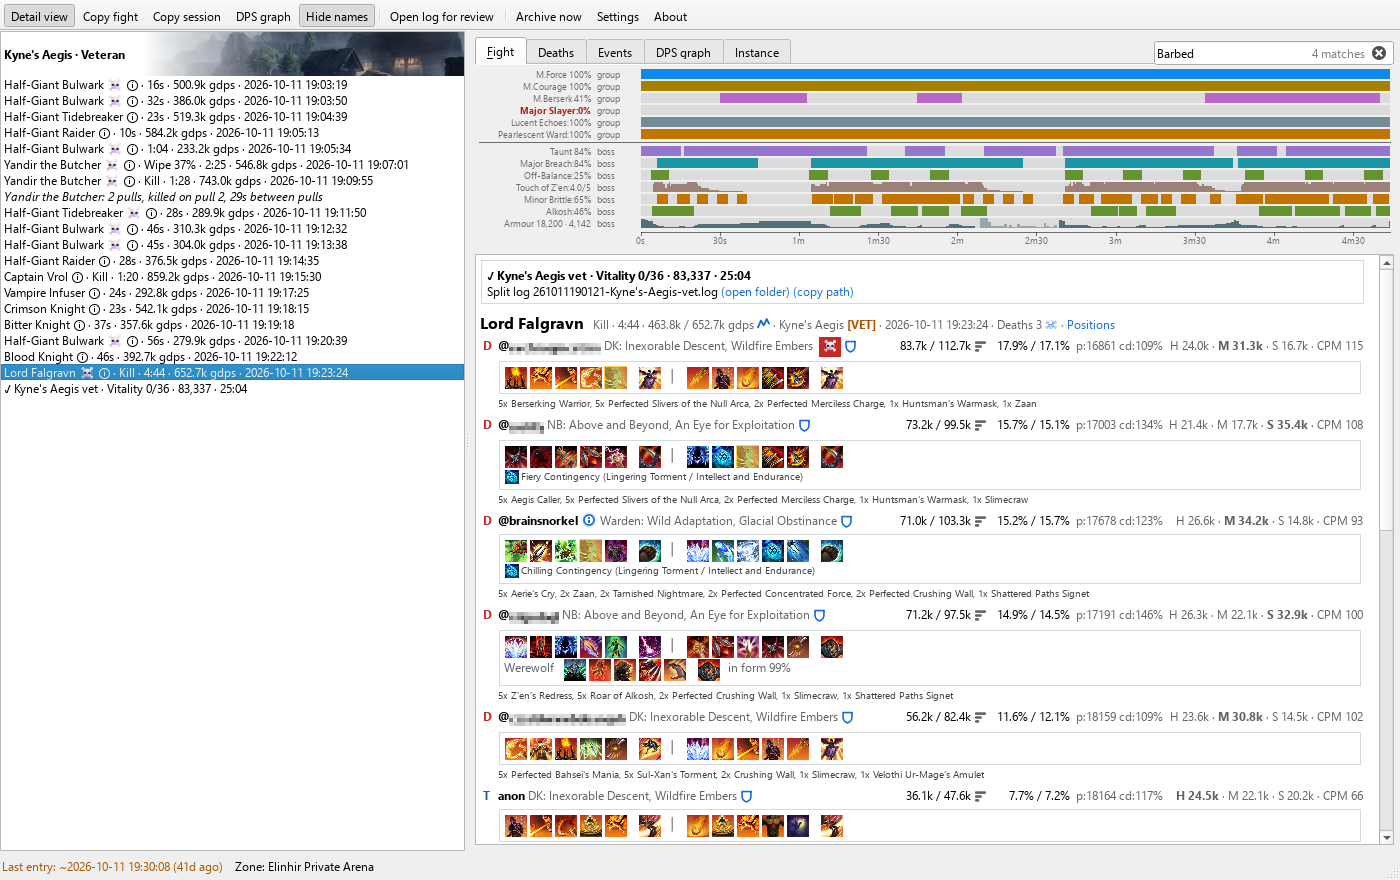 Detail view Copy fight Copy session DPS graph Hide names Open log for review Archive now Settings About
Kyne's Aegis · Veteran
Half-Giant Bulwark · 16s · 500.9k gdps · 2026-10-11 19:03:19
Half-Giant Bulwark · 32s · 386.0k gdps · 2026-10-11 19:03:50
Half-Giant Tidebreaker · 23s · 519.3k gdps · 2026-10-11 19:04:39
Half-Giant Raider · 10s · 584.2k gdps · 2026-10-11 19:05:13
Half-Giant Bulwark · 1:04 · 233.2k gdps · 2026-10-11 19:05:34
Yandir the Butcher · Wipe 37% · 2:25 · 546.8k gdps · 2026-10-11 19:07:01
Yandir the Butcher · Kill · 1:28 · 743.0k gdps · 2026-10-11 19:09:55
Yandir the Butcher: 2 pulls, killed on pull 2, 29s between pulls
Half-Giant Tidebreaker · 28s · 289.9k gdps · 2026-10-11 19:11:50
Half-Giant Bulwark · 46s · 310.3k gdps · 2026-10-11 19:12:32
Half-Giant Bulwark · 45s · 304.0k gdps · 2026-10-11 19:13:38
Half-Giant Raider · 28s · 376.5k gdps · 2026-10-11 19:14:35
Captain Vrol · Kill · 1:20 · 859.2k gdps · 2026-10-11 19:15:30
Vampire Infuser · 24s · 292.8k gdps · 2026-10-11 19:17:25
Crimson Knight · 23s · 542.1k gdps · 2026-10-11 19:18:15
Bitter Knight · 37s · 357.6k gdps · 2026-10-11 19:19:18
Half-Giant Bulwark · 56s · 279.9k gdps · 2026-10-11 19:20:39
Blood Knight · 46s · 392.7k gdps · 2026-10-11 19:22:12
Lord Falgravn · Kill · 4:44 · 652.7k gdps · 2026-10-11 19:23:24
✓ Kyne's Aegis vet · Vitality 0/36 · 83,337 · 25:04
Fight Deaths Events DPS graph Instance
Barbed 4 matches
M.Force 100% group
M.Courage 100% group
M.Berserk 41% group
Major Slayer:0% group
Lucent Echoes:100% group
Pearlescent Ward:100% group
Taunt 84% boss
Major Breach:84% boss
Off-Balance:25% boss
Touch of Z'en:4.0/5 boss
Minor Brittle:65% boss
Alkosh:46% boss
Armour 18,200 - 4,142 boss
0s 30s 1m 1m30 2m 2m30 3m 3m30 4m 4m30
✓ Kyne's Aegis vet · Vitality 0/36 · 83,337 · 25:04
Split log 261011190121-Kyne's-Aegis-vet.log (open folder) (copy path)
Lord Falgravn Kill · 4:44 · 463.8k / 652.7k gdps · Kyne's Aegis [VET] · 2026-10-11 19:23:24 · Deaths 3 · Positions
D @ DK: Inexorable Descent, Wildfire Embers 83.7k / 112.7k 17.9% / 17.1% p:16861 cd:109% H 24.0k · M 31.3k · S 16.7k · CPM 115
5x Berserking Warrior, 5x Perfected Slivers of the Null Arca, 2x Perfected Merciless Charge, 1x Huntsman's Warmask, 1x Zaan
D @ NB: Above and Beyond, An Eye for Exploitation 73.2k / 99.5k 15.7% / 15.1% p:17003 cd:134% H 21.4k · M 17.7k · S 35.4k · CPM 108
Fiery Contingency (Lingering Torment / Intellect and Endurance)
5x Aegis Caller, 5x Perfected Slivers of the Null Arca, 2x Perfected Merciless Charge, 1x Huntsman's Warmask, 1x Slimecraw
D @brainsnorkel Warden: Wild Adaptation, Glacial Obstinance 71.0k / 103.3k 15.2% / 15.7% p:17678 cd:123% H 26.6k · M 34.2k · S 14.8k · CPM 93
Chilling Contingency (Lingering Torment / Intellect and Endurance)
5x Aerie's Cry, 2x Zaan, 2x Tarnished Nightmare, 2x Perfected Concentrated Force, 2x Perfected Crushing Wall, 1x Shattered Paths Signet
D @ NB: Above and Beyond, An Eye for Exploitation 71.2k / 97.5k 14.9% / 14.5% p:17191 cd:146% H 26.3k · M 22.1k · S 32.9k · CPM 100
Werewolf in form 99%
5x Z'en's Redress, 5x Roar of Alkosh, 2x Perfected Crushing Wall, 1x Slimecraw, 1x Shattered Paths Signet
D @ DK: Inexorable Descent, Wildfire Embers 56.2k / 82.4k 11.6% / 12.1% p:18159 cd:109% H 23.6k · M 30.8k · S 14.5k · CPM 102
5x Perfected Bahsei's Mania, 5x Sul-Xan's Torment, 2x Crushing Wall, 1x Slimecraw, 1x Velothi Ur-Mage's Amulet
T anon DK: Inexorable Descent, Wildfire Embers 36.1k / 47.6k 7.7% / 7.2% p:18164 cd:117% H 24.5k · M 22.1k · S 20.2k · CPM 66
Last entry: ~2026-10-11 19:30:08 (41d ago) Zone: Elinhir Private Arena